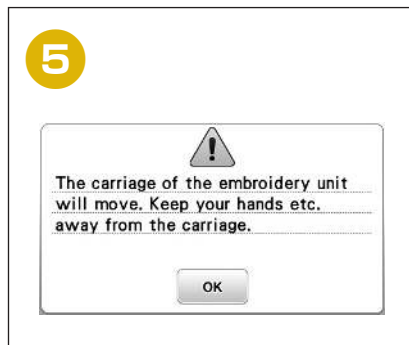 5
The carriage of the embroidery unit
will move. Keep your hands etc.
away from the carriage.
OK